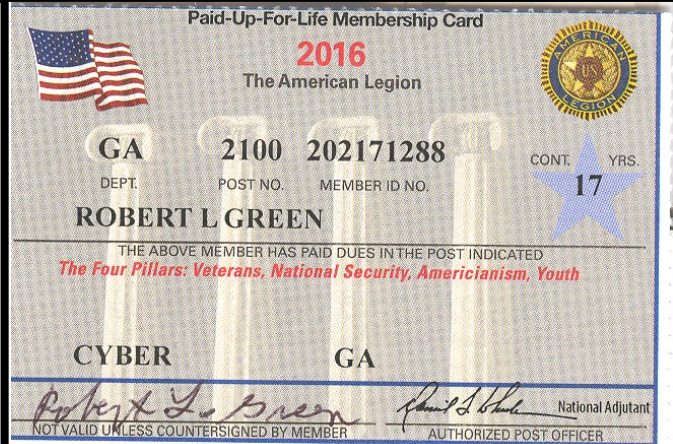 Paid-Up-For-Life Membership Card
2016
The American Legion
AMERICAN
US
LEGION
GA 2100 202171288
DEPT. POST NO. MEMBER ID NO.
CONT. YRS.
17
ROBERT L GREEN
THE ABOVE MEMBER HAS PAID DUES IN THE POST INDICATED
The Four Pillars: Veterans, National Security, Americianism, Youth
CYBER GA
Robert L. Green
National Adjutant
NOT VALID UNLESS COUNTERSIGNED BY MEMBER
AUTHORIZED POST OFFICER